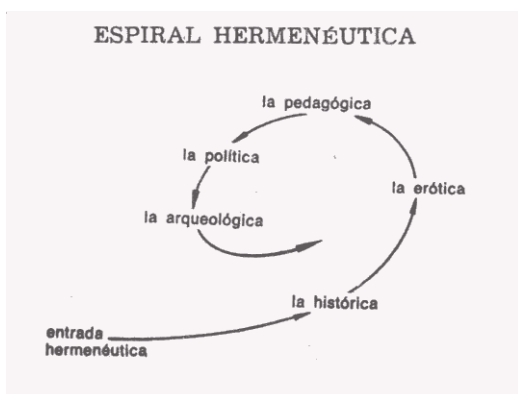 ESPIRAL HERMENÉUTICA
la pedagógica
la política
la erótica
la arqueológica
la histórica
entrada
hermenéutica